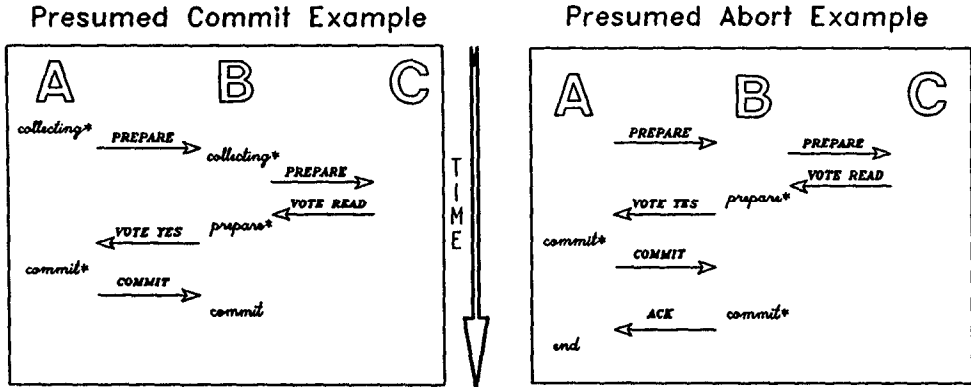 Presumed Commit Example
A B C
collecting*
PREPARE
collecting*
PREPARE
VOTE READ
prepare*
VOTE YES
commit*
COMMIT
commit
TIME
Presumed Abort Example
A B C
PREPARE
PREPARE
VOTE READ
prepare*
VOTE YES
commit*
COMMIT
commit*
ACK
end